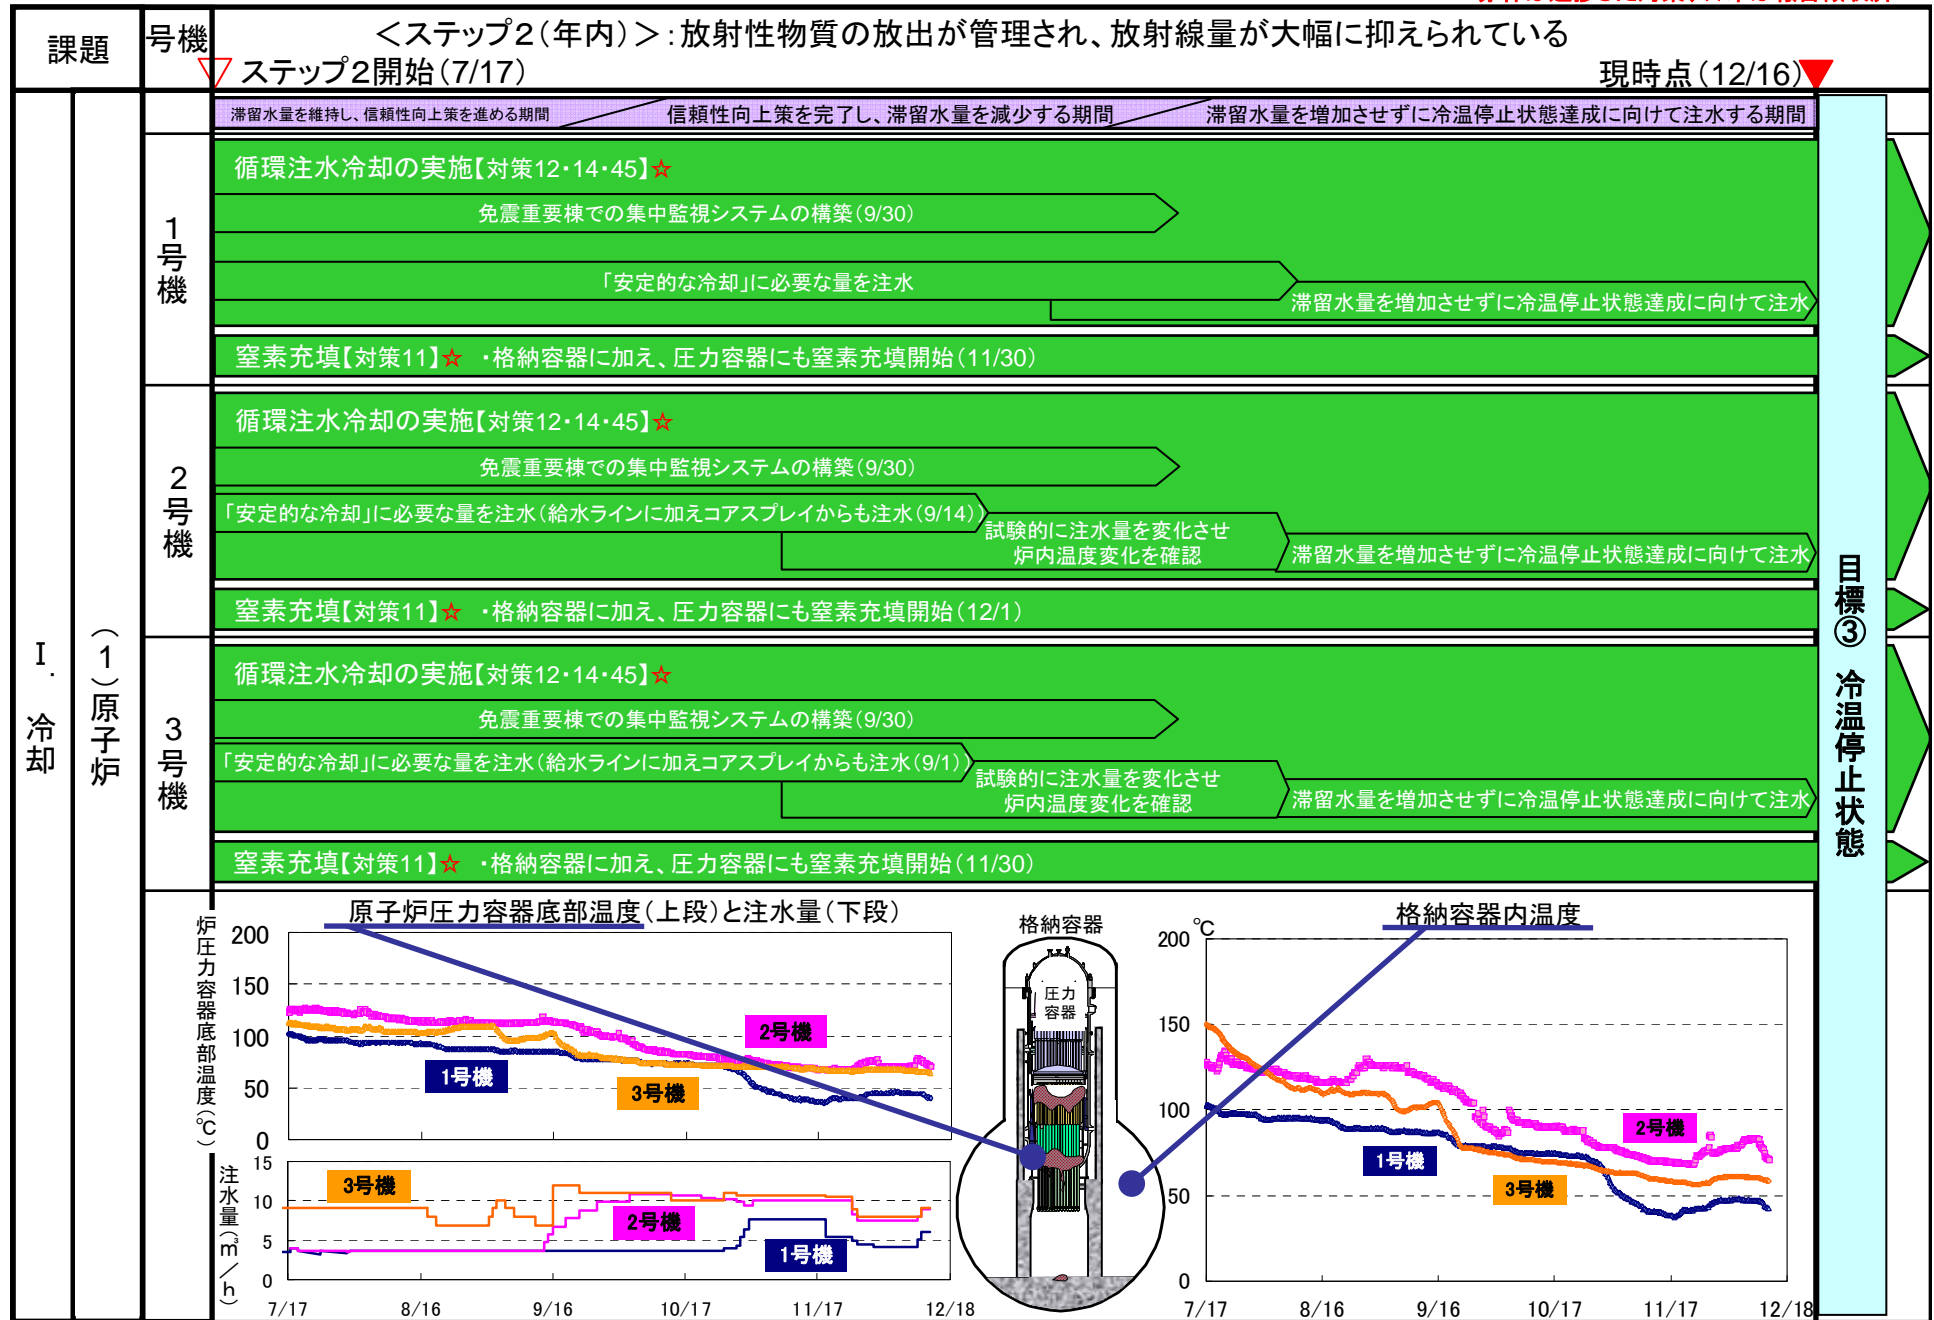 課題
号機
＜ステップ２（年内）＞：放射性物質の放出が管理され、放射線量が大幅に抑えられている
ステップ２開始（7/17）
現時点（12/16）
滞留水量を維持し、信頼性向上策を進める期間
信頼性向上策を完了し、滞留水量を減少する期間
滞留水量を増加させずに冷温停止状態達成に向けて注水する期間
Ⅰ．冷却
（１）原子炉
１号機
循環注水冷却の実施【対策12・14・45】☆
免震重要棟での集中監視システムの構築（9/30）
「安定的な冷却」に必要な量を注水
滞留水量を増加させずに冷温停止状態達成に向けて注水
窒素充填【対策11】☆　・格納容器に加え、圧力容器にも窒素充填開始（11/30）
２号機
循環注水冷却の実施【対策12・14・45】☆
免震重要棟での集中監視システムの構築（9/30）
「安定的な冷却」に必要な量を注水（給水ラインに加えコアスプレイからも注水（9/14））
試験的に注水量を変化させ
炉内温度変化を確認
滞留水量を増加させずに冷温停止状態達成に向けて注水
窒素充填【対策11】☆　・格納容器に加え、圧力容器にも窒素充填開始（12/1）
３号機
循環注水冷却の実施【対策12・14・45】☆
免震重要棟での集中監視システムの構築（9/30）
「安定的な冷却」に必要な量を注水（給水ラインに加えコアスプレイからも注水（9/1））
試験的に注水量を変化させ
炉内温度変化を確認
滞留水量を増加させずに冷温停止状態達成に向けて注水
窒素充填【対策11】☆　・格納容器に加え、圧力容器にも窒素充填開始（11/30）
目標③　冷温停止状態
原子炉圧力容器底部温度（上段）と注水量（下段）
炉圧力容器底部温度（℃）
200
150
100
50
0
2号機
1号機
3号機
注水量（㎥／ｈ）
15
10
5
0
3号機
2号機
1号機
7/17 8/16 9/16 10/17 11/17 12/18
格納容器
圧力
容器
格納容器内温度
℃
200
150
100
50
0
2号機
1号機
3号機
7/17 8/16 9/16 10/17 11/17 12/18